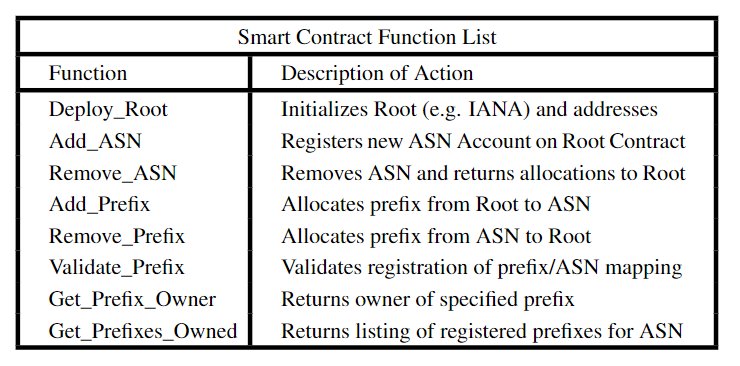 Smart Contract Function List
Function Description of Action
Deploy_Root Initializes Root (e.g. IANA) and addresses
Add_ASN Registers new ASN Account on Root Contract
Remove_ASN Removes ASN and returns allocations to Root
Add_Prefix Allocates prefix from Root to ASN
Remove_Prefix Allocates prefix from ASN to Root
Validate_Prefix Validates registration of prefix/ASN mapping
Get_Prefix_Owner Returns owner of specified prefix
Get_Prefixes_Owned Returns listing of registered prefixes for ASN